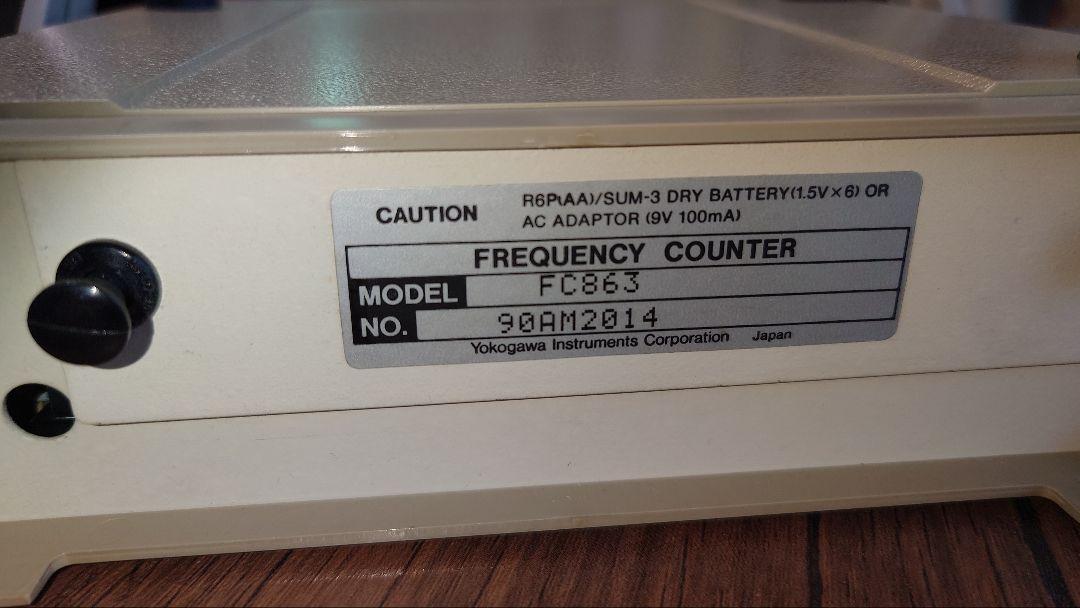 CAUTION
R6P(AA)/SUM-3 DRY BATTERY(1.5V×6) OR
AC ADAPTOR (9V 100mA)
FREQUENCY COUNTER
MODEL FC863
NO. 90AM2014
Yokogawa Instruments Corporation Japan